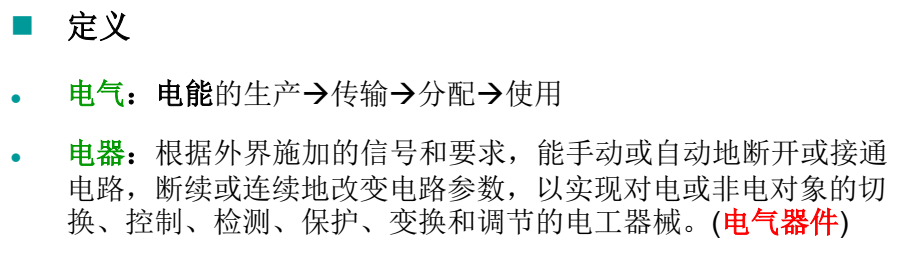 ■ 定义
• 电气：电能的生产→传输→分配→使用
• 电器：根据外界施加的信号和要求，能手动或自动地断开或接通
电路，断续或连续地改变电路参数，以实现对电或非电对象的切
换、控制、检测、保护、变换和调节的电工器械。(电气器件)